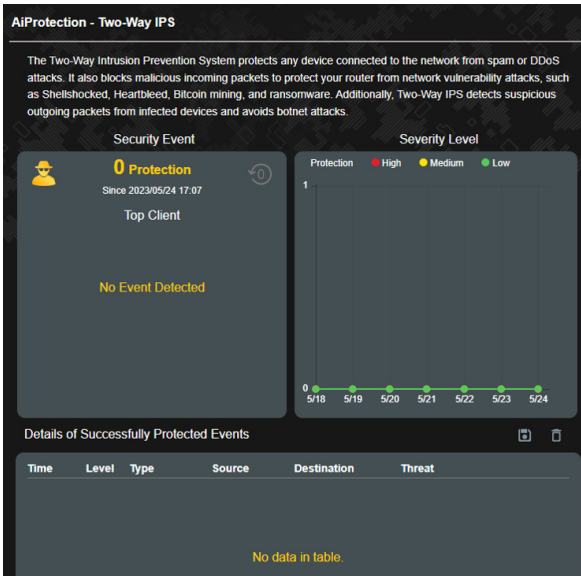 AiProtection - Two-Way IPS
The Two-Way Intrusion Prevention System protects any device connected to the network from spam or DDoS
attacks. It also blocks malicious incoming packets to protect your router from network vulnerability attacks, such
as Shellshocked, Heartbleed, Bitcoin mining, and ransomware. Additionally, Two-Way IPS detects suspicious
outgoing packets from infected devices and avoids botnet attacks.
Security Event
0 Protection
0
Since 2023/05/24 17:07
Top Client
No Event Detected
Severity Level
Protection High Medium Low
1
0
5/18 5/19 5/20 5/21 5/22 5/23 5/24
Details of Successfully Protected Events
Time Level Type Source Destination Threat
No data in table.